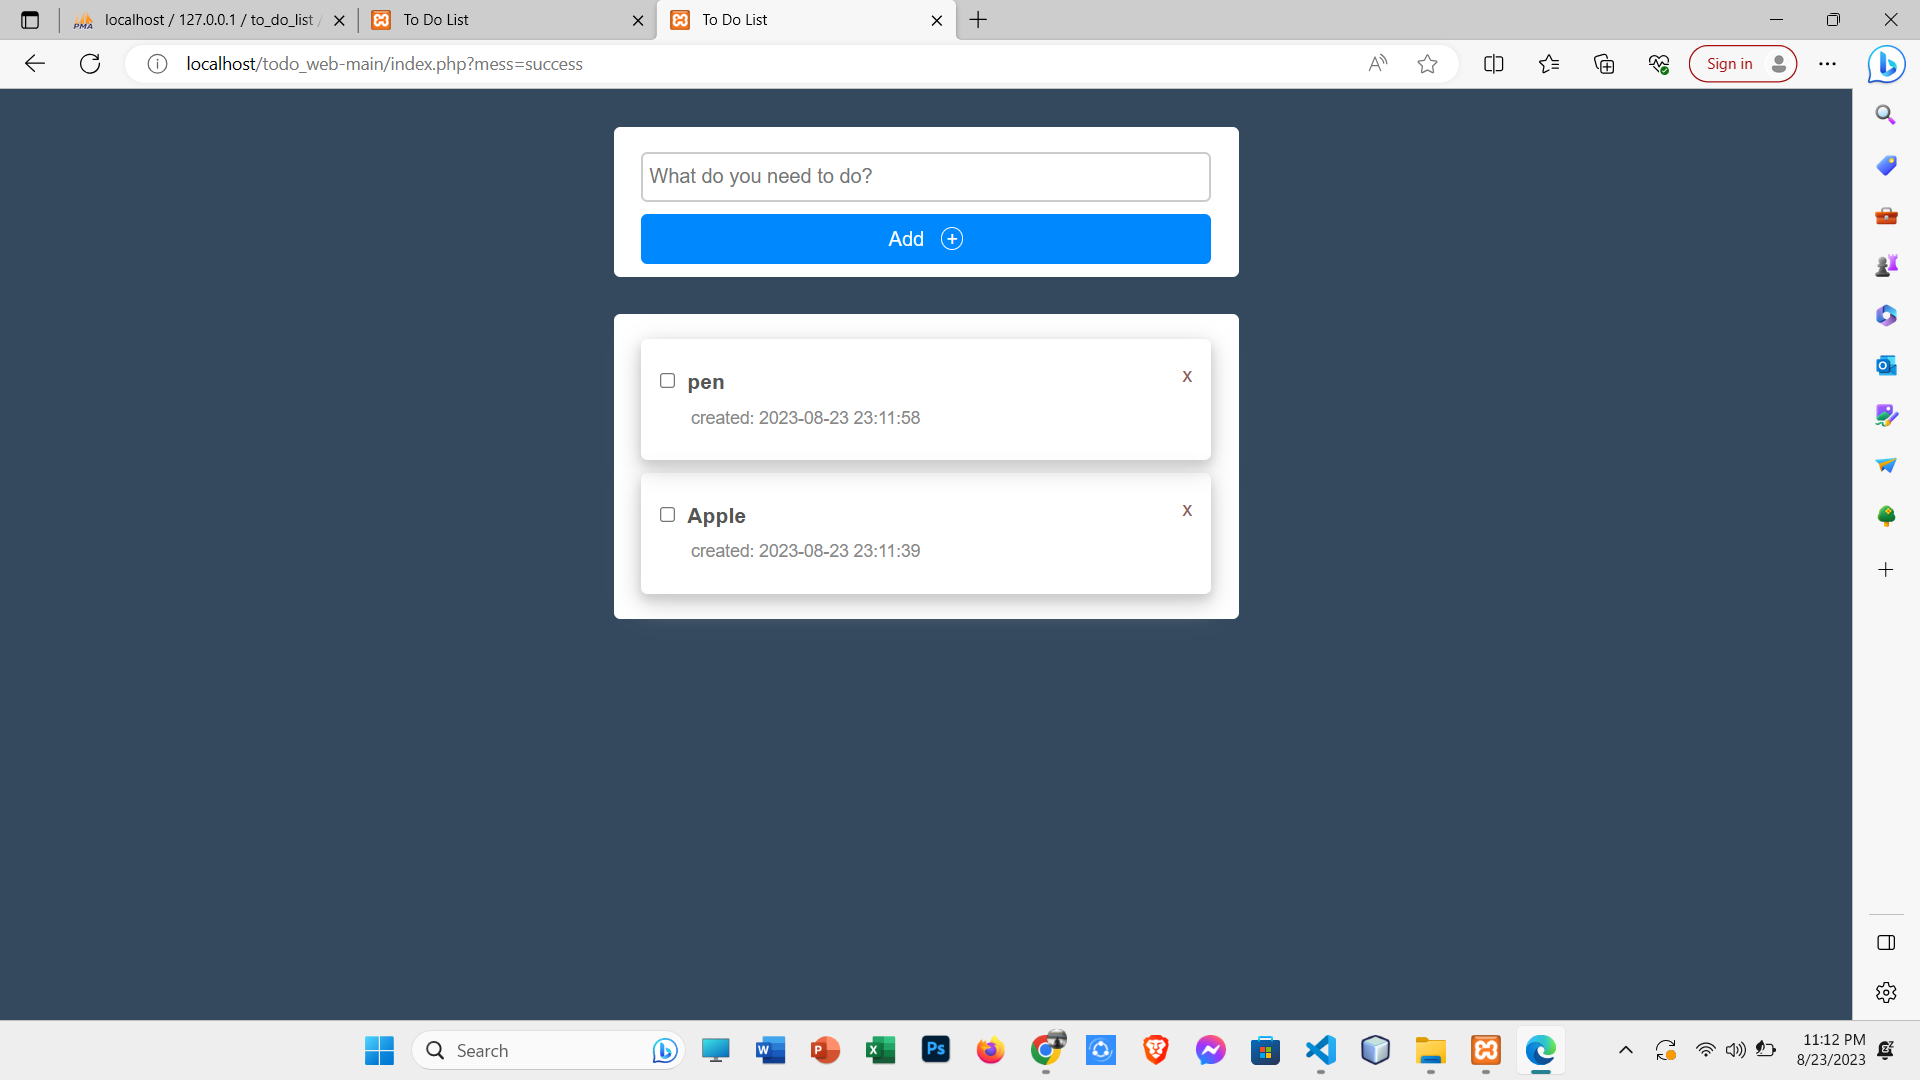 localhost / 127.0.0.1 / to_do_list /
To Do List
To Do List
localhost/todo_web-main/index.php?mess=success
Sign in
What do you need to do?
Add
pen
x
created: 2023-08-23 23:11:58
Apple
x
created: 2023-08-23 23:11:39
Search
11:12 PM
8/23/2023